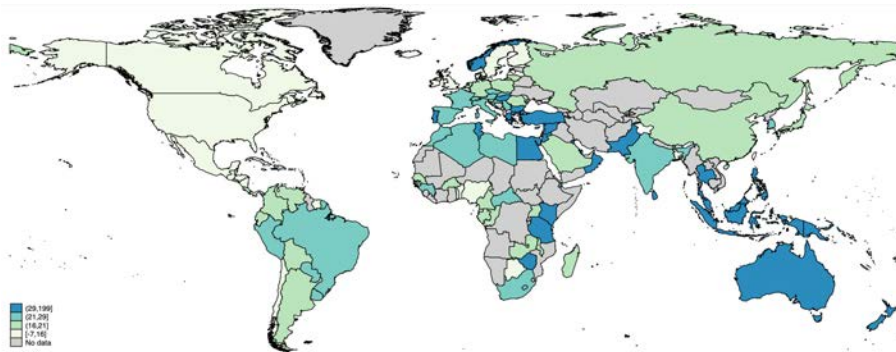 (29,199]
(21,29]
(16,21]
[-7,16]
No data